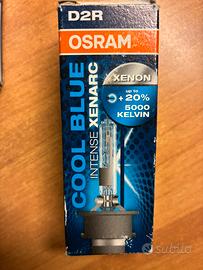 D2R
OSRAM
XENON
up to
+20%
5000
KELVIN
COOL BLUE
INTENSE XENARC
subito